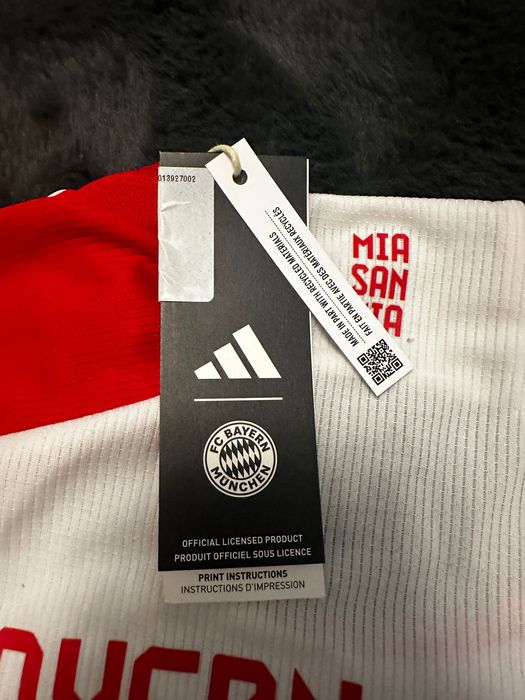 013927002
MADE IN PART WITH RECYCLED MATERIALS
FAIT EN PARTIE AVEC DES MATÉRIAUX RECYCLÉS
MIA
SAN
FC BAYERN
MÜNCHEN
OFFICIAL LICENSED PRODUCT
PRODUIT OFFICIEL SOUS LICENCE
PRINT INSTRUCTIONS
INSTRUCTIONS D'IMPRESSION